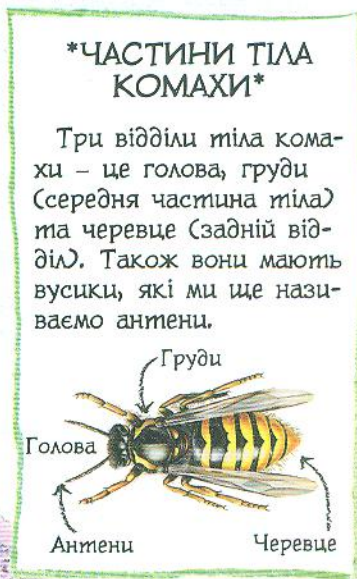 *ЧАСТИНИ ТІЛА
КОМАХИ*
Три відділи тіла кома-
хи – це голова, груди
(середня частина тіла)
та черевце (задній від-
діл). Також вони мають
вусики, які ми ще нази-
ваємо антени.
Груди
Голова
Антени
Черевце